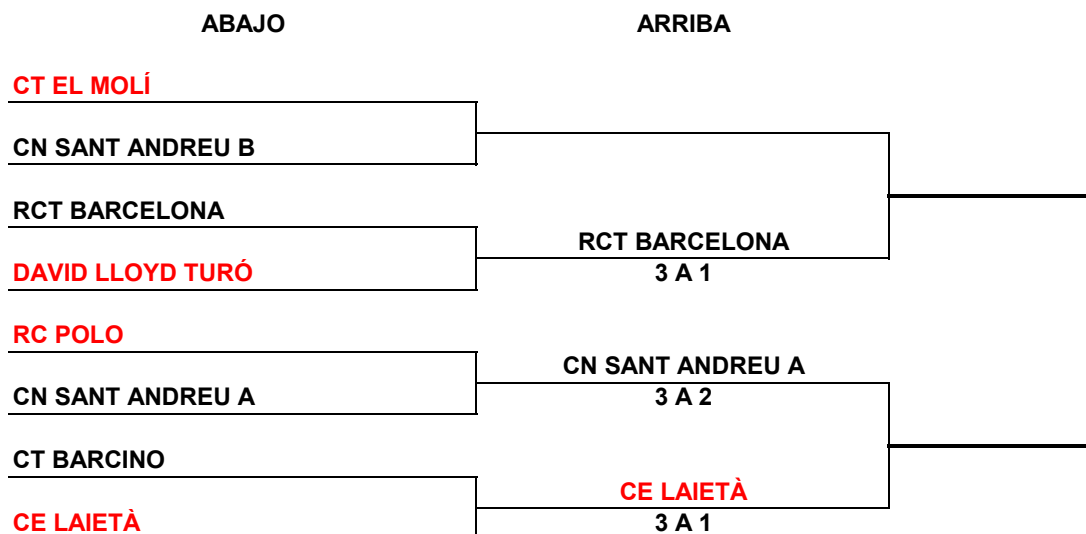 ABAJO ARRIBA
CT EL MOLÍ
CN SANT ANDREU B
RCT BARCELONA
RCT BARCELONA
DAVID LLOYD TURÓ
3 A 1
RC POLO
CN SANT ANDREU A
CN SANT ANDREU A
3 A 2
CT BARCINO
CE LAIETÀ
CE LAIETÀ
3 A 1